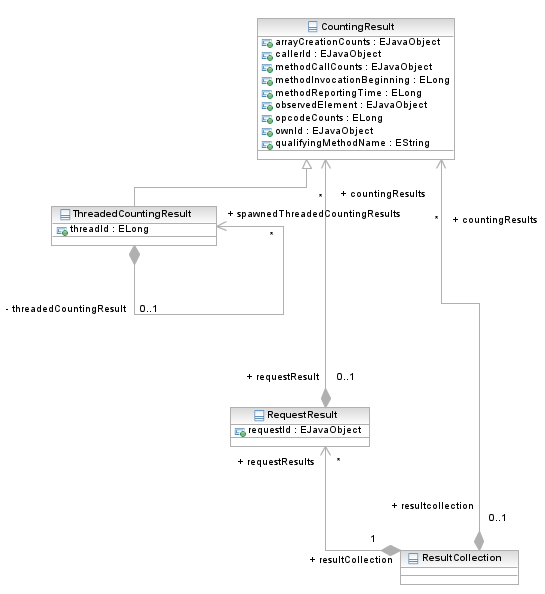 CountingResult
arrayCreationCounts : EJavaObject
callerId : EJavaObject
methodCallCounts : EJavaObject
methodInvocationBeginning : ELong
methodReportingTime : ELong
observedElement : EJavaObject
opcodeCounts : ELong
ownId : EJavaObject
qualifyingMethodName : EString
* + countingResults
ThreadedCountingResult
threadId : ELong
+ spawnedThreadedCountingResults
*
* + countingResults
- threadedCountingResult 0..1
+ requestResult 0..1
RequestResult
requestId : EJavaObject
+ requestResults *
+ resultcollection
0..1
1
+ resultCollection
ResultCollection